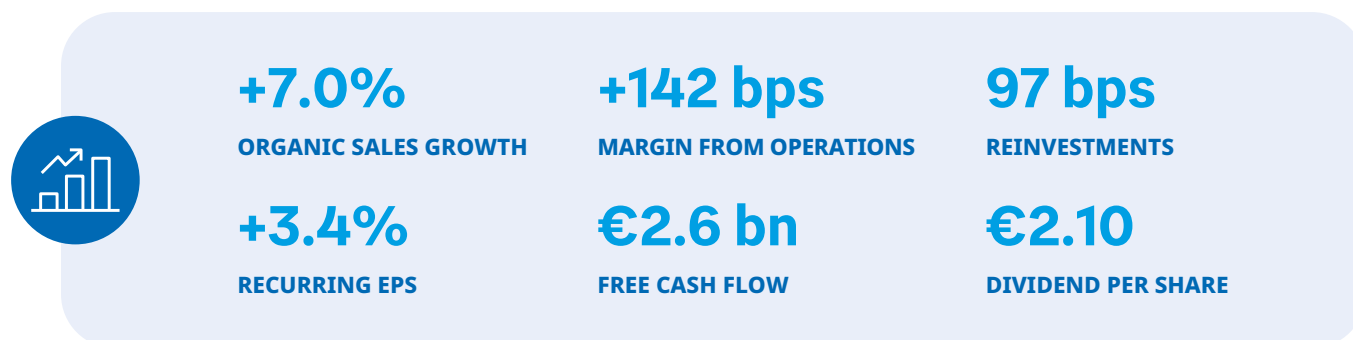 +7.0%
ORGANIC SALES GROWTH
+142 bps
MARGIN FROM OPERATIONS
97 bps
REINVESTMENTS
+3.4%
RECURRING EPS
€2.6 bn
FREE CASH FLOW
€2.10
DIVIDEND PER SHARE